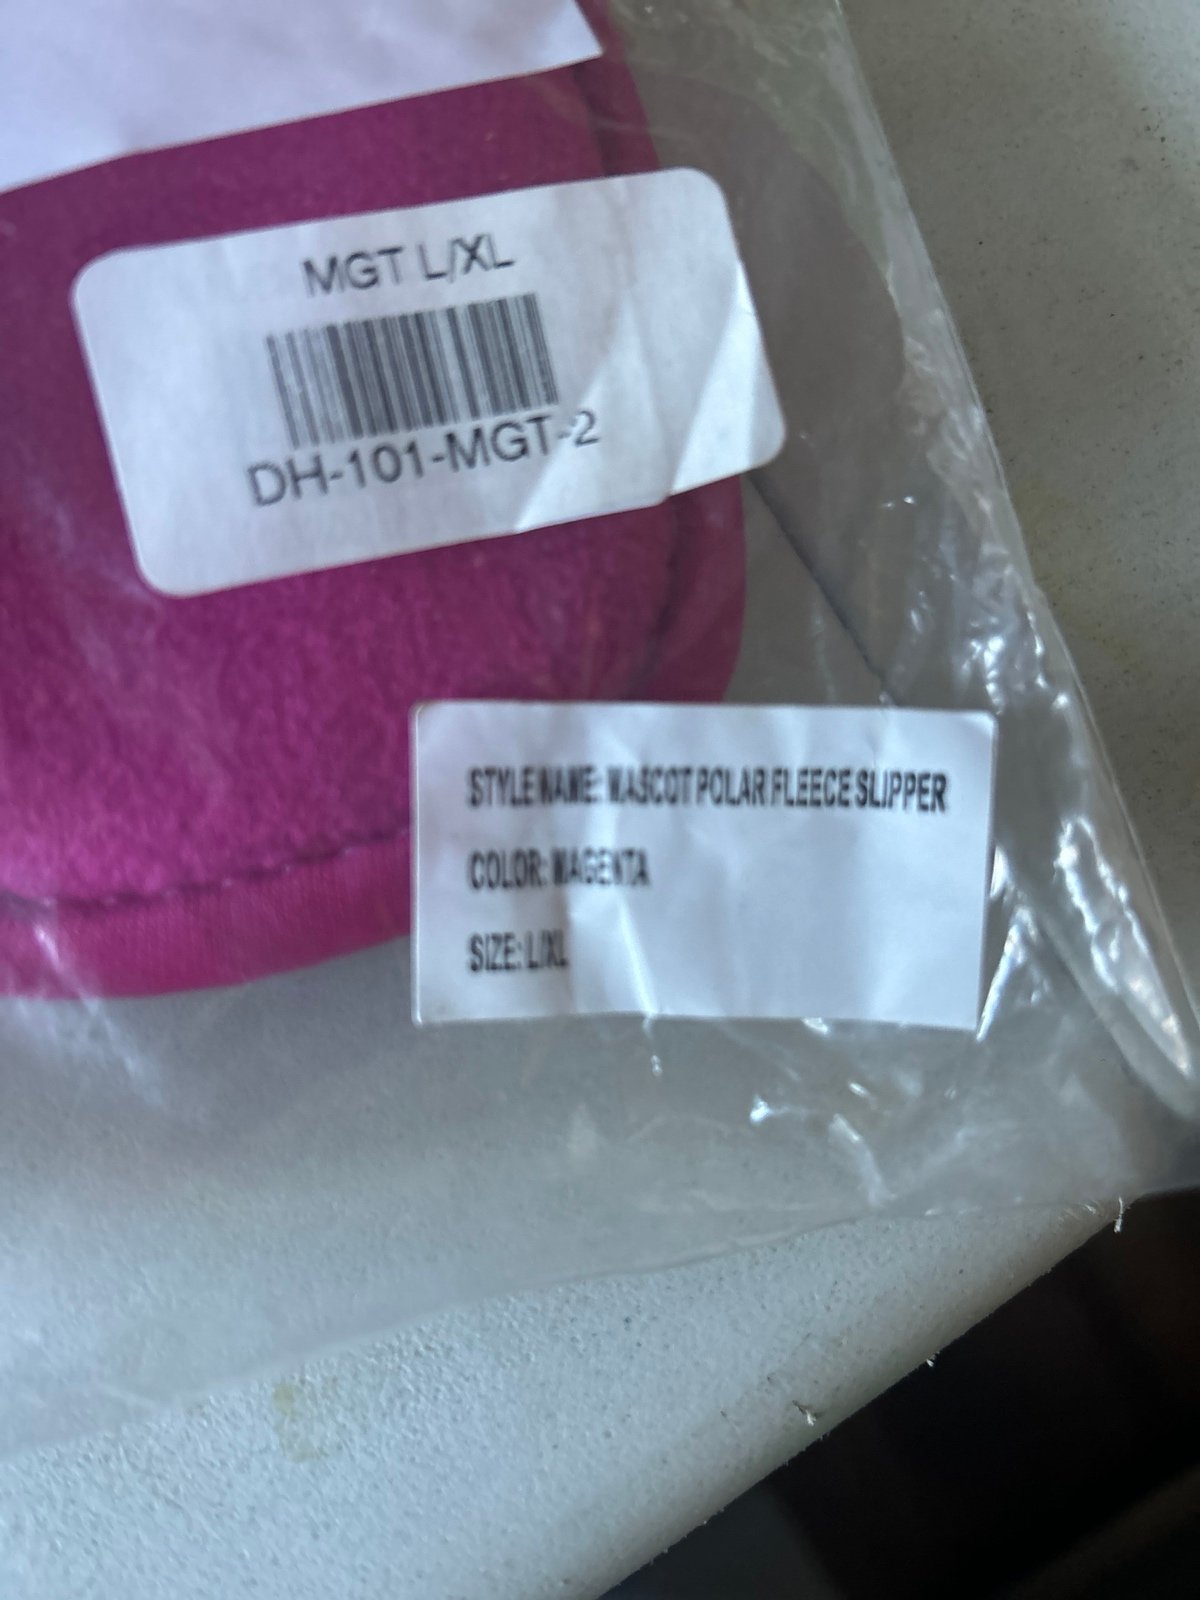 MGT L/XL
DH-101-MGT-2
STYLE NAME: MASCOT POLAR FLEECE SLIPPER
COLOR: MAGENTA
SIZE: L/XL